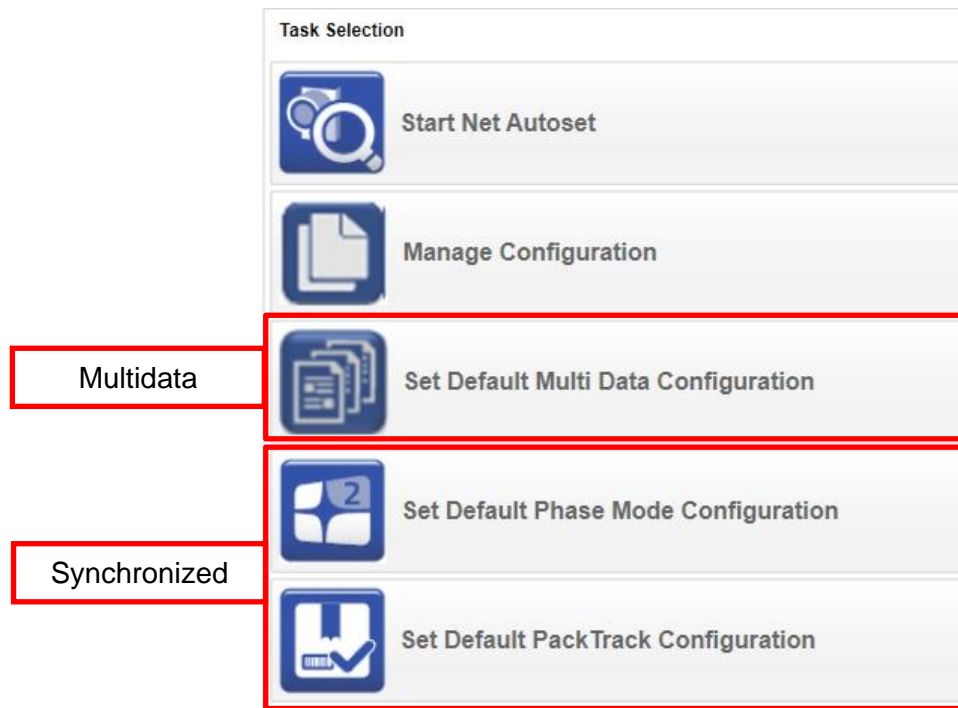 Task Selection
Start Net Autoset
Manage Configuration
Multidata
Set Default Multi Data Configuration
2
Set Default Phase Mode Configuration
Synchronized
Set Default PackTrack Configuration